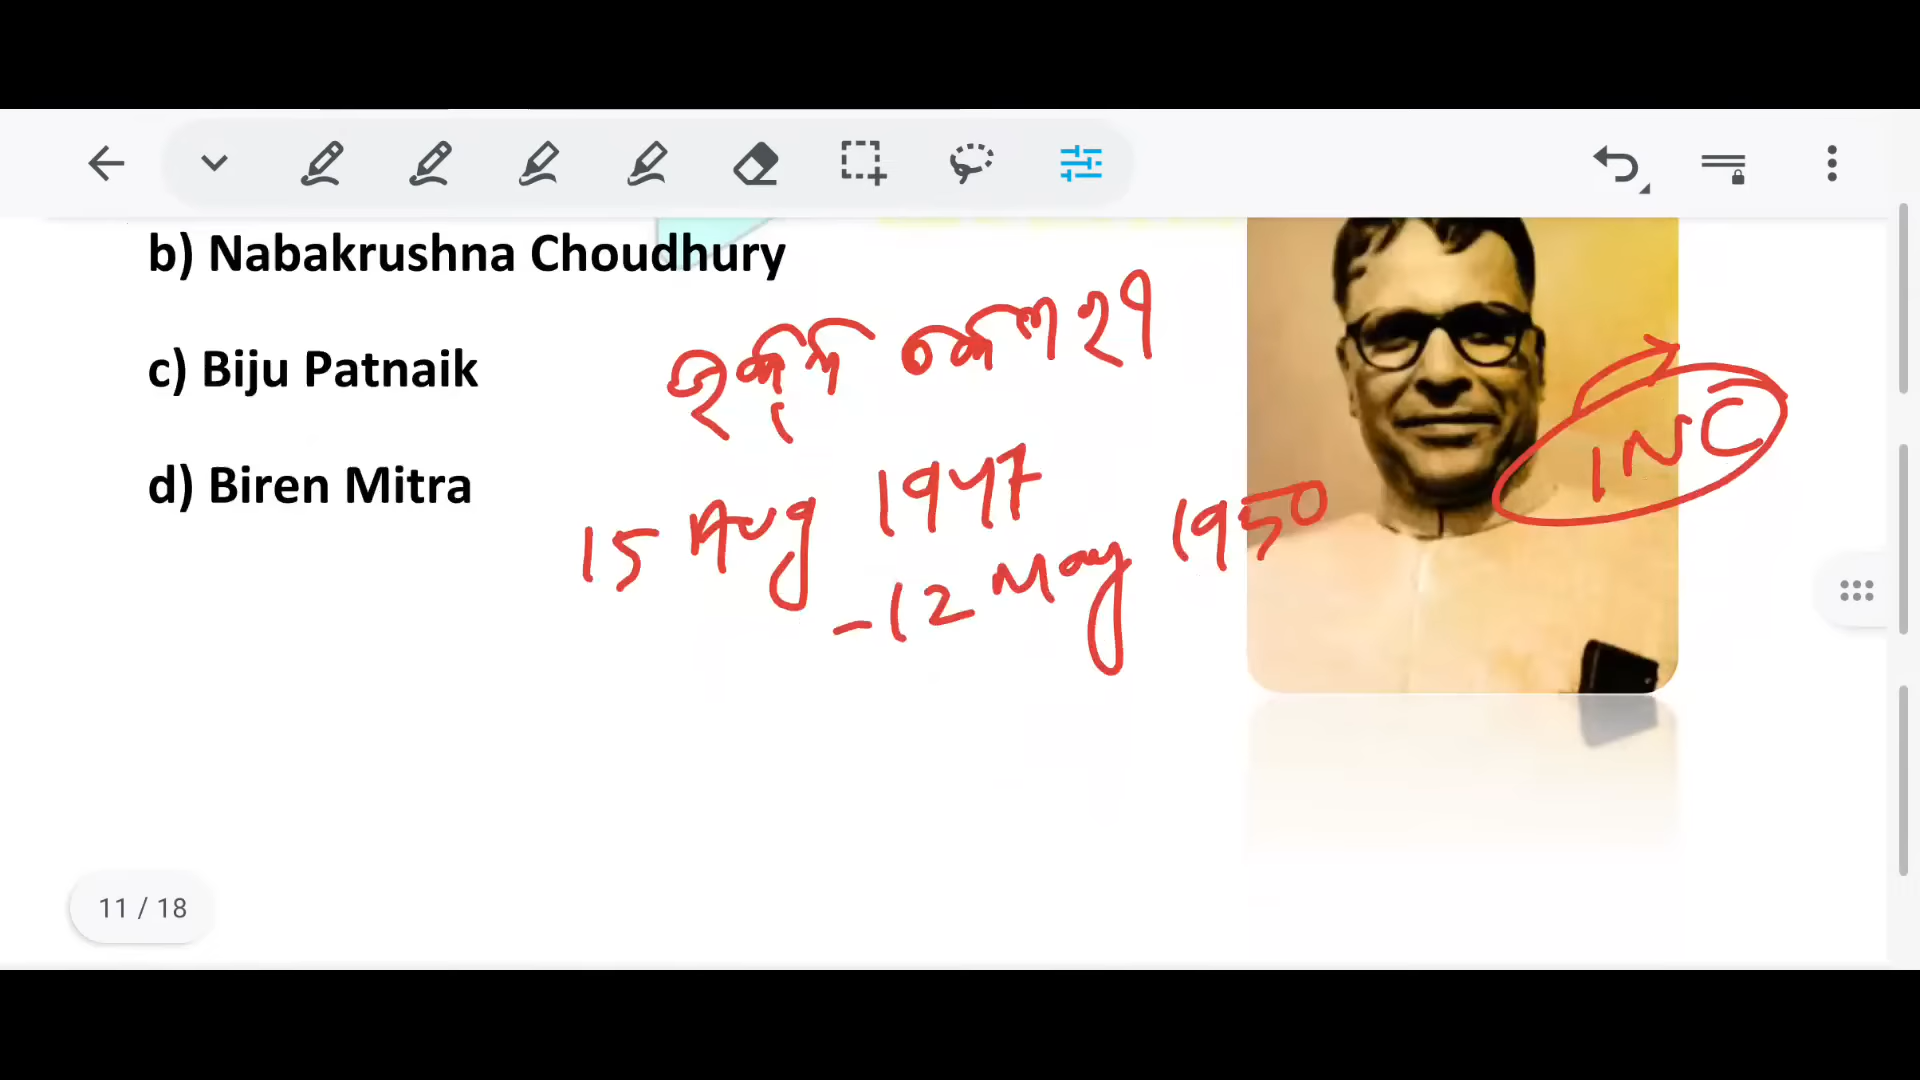 b) Nabakrushna Choudhury
c) Biju Patnaik
d) Biren Mitra
15 Aug 1947
-12 May 1950
INC
11 / 18